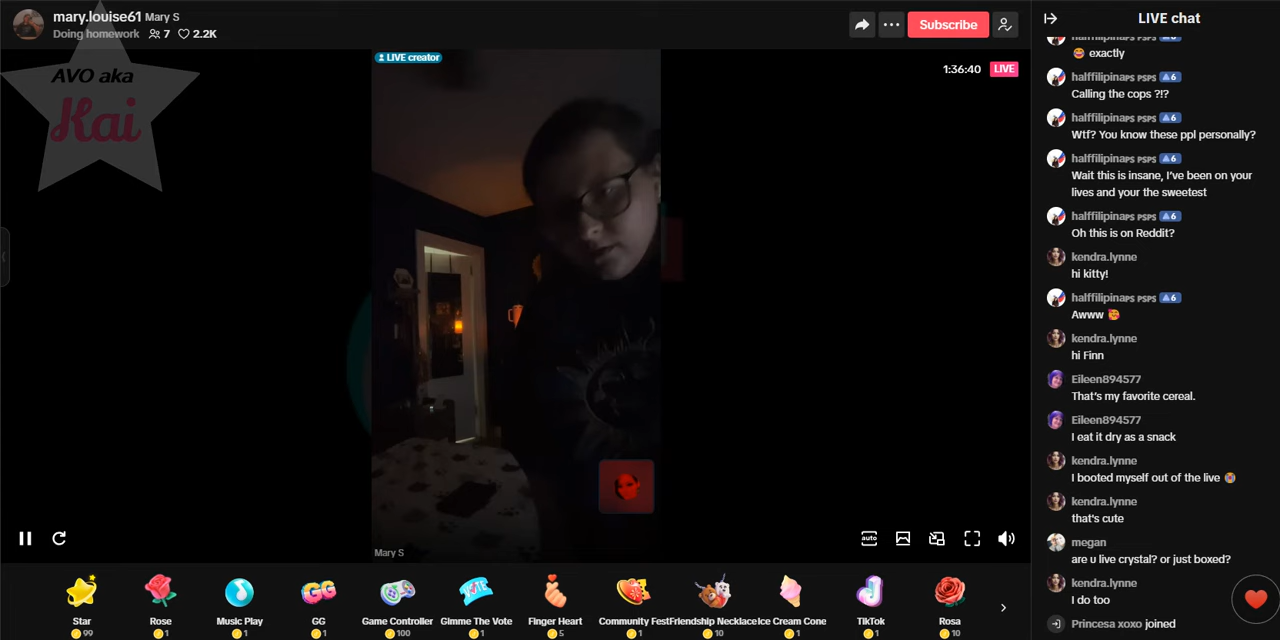 mary.louise61 Mary S
Doing homework 7 2.2K
Subscribe
AVO aka
Kai
LIVE creator
1:36:40 LIVE
Mary S
auto
Star
99
Rose
1
Music Play
1
GG
1
Game Controller
100
VOTE
Gimme The Vote
1
Finger Heart
5
Community Fest
1
Friendship Necklace
10
Ice Cream Cone
1
TikTok
1
Rosa
10
LIVE chat
halffilipinaPS PSPS 6
exactly
halffilipinaPS PSPS 6
Calling the cops ?!?
halffilipinaPS PSPS 6
Wtf? You know these ppl personally?
halffilipinaPS PSPS 6
Wait this is insane, I've been on your
lives and your the sweetest
halffilipinaPS PSPS 6
Oh this is on Reddit?
kendra.lynne
hi kitty!
halffilipinaPS PSPS 6
Awww 🥰
kendra.lynne
hi Finn
Eileen894577
That's my favorite cereal.
Eileen894577
I eat it dry as a snack
kendra.lynne
I booted myself out of the live
kendra.lynne
that's cute
megan
are u live crystal? or just boxed?
kendra.lynne
I do too
Princesa xoxo joined